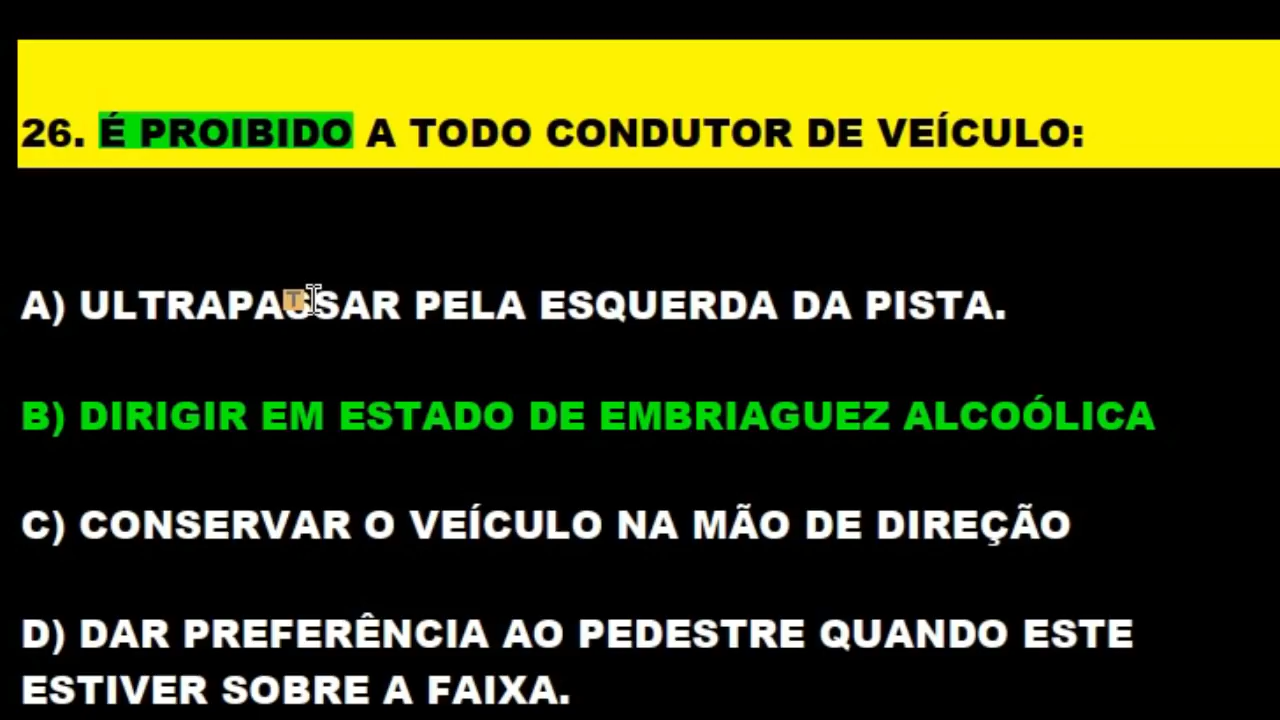 26. É PROIBIDO A TODO CONDUTOR DE VEÍCULO:
A) ULTRAPASSAR PELA ESQUERDA DA PISTA.
B) DIRIGIR EM ESTADO DE EMBRIAGUEZ ALCOÓLICA
C) CONSERVAR O VEÍCULO NA MÃO DE DIREÇÃO
D) DAR PREFERÊNCIA AO PEDESTRE QUANDO ESTE
ESTIVER SOBRE A FAIXA.